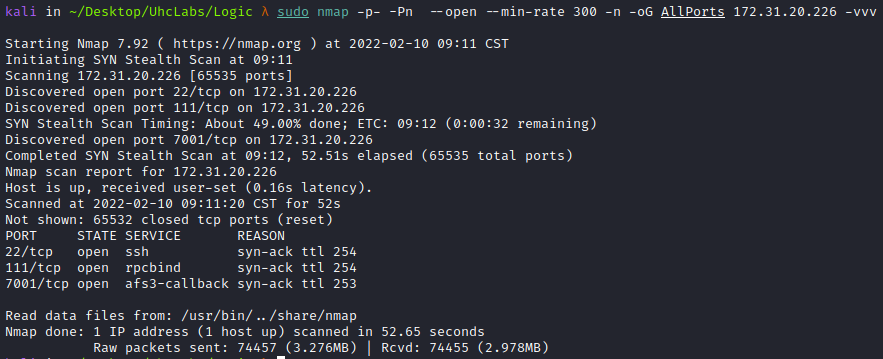 kali in ~/Desktop/UhcLabs/Logic λ sudo nmap -p- -Pn  --open --min-rate 300 -n -oG AllPorts 172.31.20.226 -vvv
Starting Nmap 7.92 ( https://nmap.org ) at 2022-02-10 09:11 CST
Initiating SYN Stealth Scan at 09:11
Scanning 172.31.20.226 [65535 ports]
Discovered open port 22/tcp on 172.31.20.226
Discovered open port 111/tcp on 172.31.20.226
SYN Stealth Scan Timing: About 49.00% done; ETC: 09:12 (0:00:32 remaining)
Discovered open port 7001/tcp on 172.31.20.226
Completed SYN Stealth Scan at 09:12, 52.51s elapsed (65535 total ports)
Nmap scan report for 172.31.20.226
Host is up, received user-set (0.16s latency).
Scanned at 2022-02-10 09:11:20 CST for 52s
Not shown: 65532 closed tcp ports (reset)
PORT     STATE SERVICE       REASON
22/tcp   open  ssh           syn-ack ttl 254
111/tcp  open  rpcbind       syn-ack ttl 254
7001/tcp open  afs3-callback syn-ack ttl 253
Read data files from: /usr/bin/../share/nmap
Nmap done: 1 IP address (1 host up) scanned in 52.65 seconds
           Raw packets sent: 74457 (3.276MB) | Rcvd: 74455 (2.978MB)